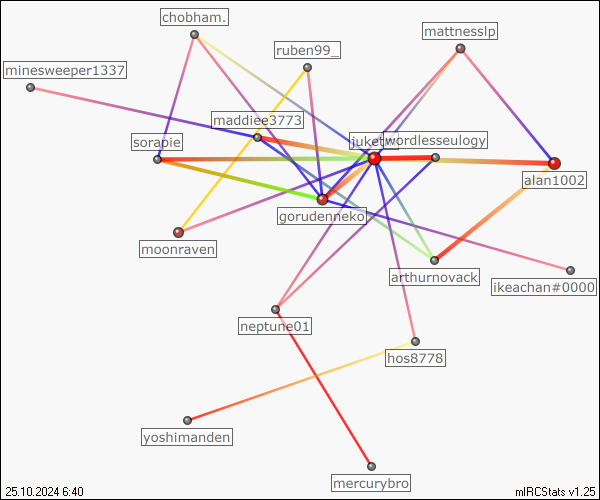 chobham.
mattnesslp
ruben99_
minesweeper1337
maddiee3773
sorapie
wordlesseulogy
alan1002
gorudenneko
moonraven
arthurnovack
ikeachan#0000
neptune01
hos8778
yoshimanden
mercurybro
25.10.2024 6:40
mIRCStats v1.25